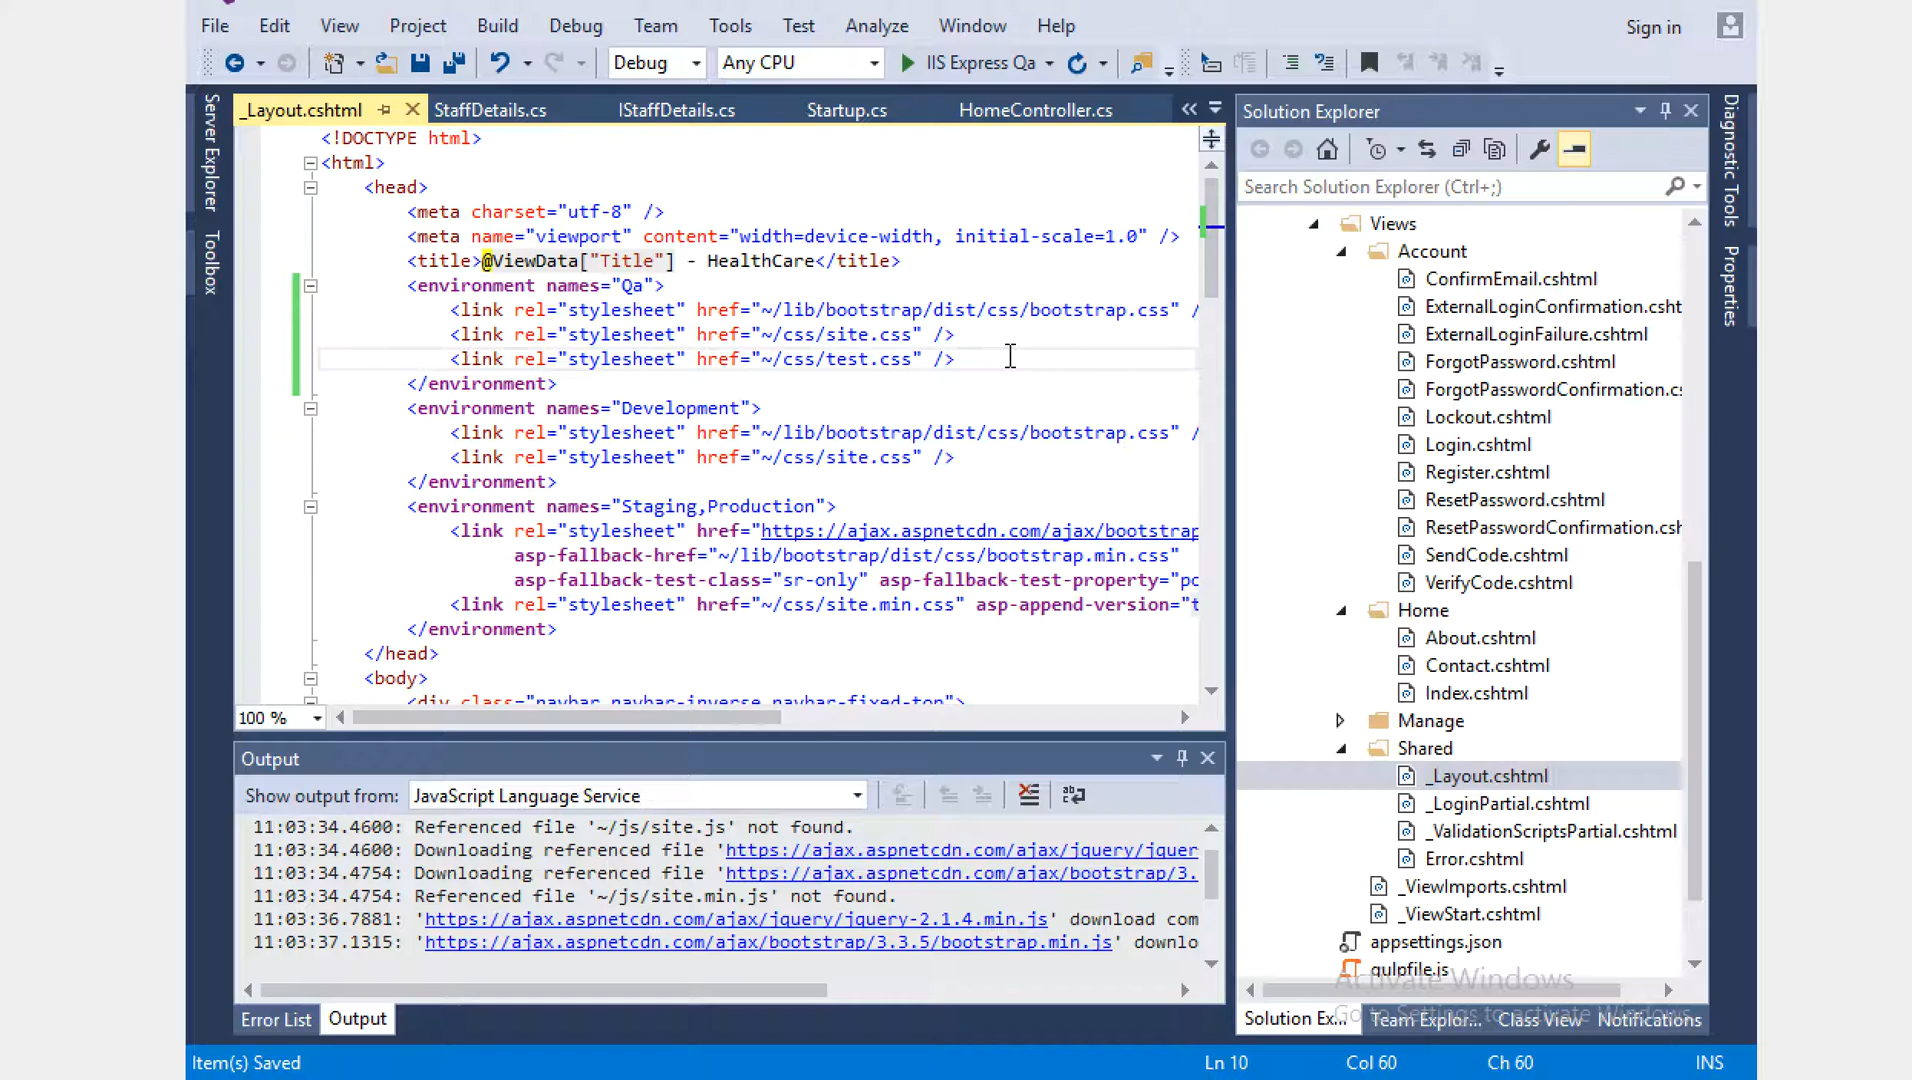 File Edit View Project Build Debug Team Tools Test Analyze Window Help Sign in
Debug Any CPU IIS Express Qa
Server Explorer
Toolbox
_Layout.cshtml StaffDetails.cs IStaffDetails.cs Startup.cs HomeController.cs
<!DOCTYPE html>
<html>
<head>
<meta charset="utf-8" />
<meta name="viewport" content="width=device-width, initial-scale=1.0" />
<title>@ViewData["Title"] - HealthCare</title>
<environment names="Qa">
<link rel="stylesheet" href="~/lib/bootstrap/dist/css/bootstrap.css" /
<link rel="stylesheet" href="~/css/site.css" />
<link rel="stylesheet" href="~/css/test.css" />
</environment>
<environment names="Development">
<link rel="stylesheet" href="~/lib/bootstrap/dist/css/bootstrap.css" /
<link rel="stylesheet" href="~/css/site.css" />
</environment>
<environment names="Staging,Production">
<link rel="stylesheet" href="https://ajax.aspnetcdn.com/ajax/bootstrap
asp-fallback-href="~/lib/bootstrap/dist/css/bootstrap.min.css"
asp-fallback-test-class="sr-only" asp-fallback-test-property="po
<link rel="stylesheet" href="~/css/site.min.css" asp-append-version="t
</environment>
</head>
<body>
<div class="navbar navbar-inverse navbar-fixed-top">
100 %
Output
Show output from: JavaScript Language Service
11:03:34.4600: Referenced file '~/js/site.js' not found.
11:03:34.4600: Downloading referenced file 'https://ajax.aspnetcdn.com/ajax/jquery/jquer
11:03:34.4754: Downloading referenced file 'https://ajax.aspnetcdn.com/ajax/bootstrap/3.
11:03:34.4754: Referenced file '~/js/site.min.js' not found.
11:03:36.7881: 'https://ajax.aspnetcdn.com/ajax/jquery/jquery-2.1.4.min.js' download com
11:03:37.1315: 'https://ajax.aspnetcdn.com/ajax/bootstrap/3.3.5/bootstrap.min.js' downlo
Error List Output
Solution Explorer
Search Solution Explorer (Ctrl+;)
Views
Account
ConfirmEmail.cshtml
ExternalLoginConfirmation.csht
ExternalLoginFailure.cshtml
ForgotPassword.cshtml
ForgotPasswordConfirmation.cs
Lockout.cshtml
Login.cshtml
Register.cshtml
ResetPassword.cshtml
ResetPasswordConfirmation.csh
SendCode.cshtml
VerifyCode.cshtml
Home
About.cshtml
Contact.cshtml
Index.cshtml
Manage
Shared
_Layout.cshtml
_LoginPartial.cshtml
_ValidationScriptsPartial.cshtml
Error.cshtml
_ViewImports.cshtml
_ViewStart.cshtml
appsettings.json
gulpfile.js
Activate Windows
Go to Settings to activate Windows.
Solution Ex... Team Explor... Class View Notifications
Diagnostic Tools
Properties
Item(s) Saved Ln 10 Col 60 Ch 60 INS